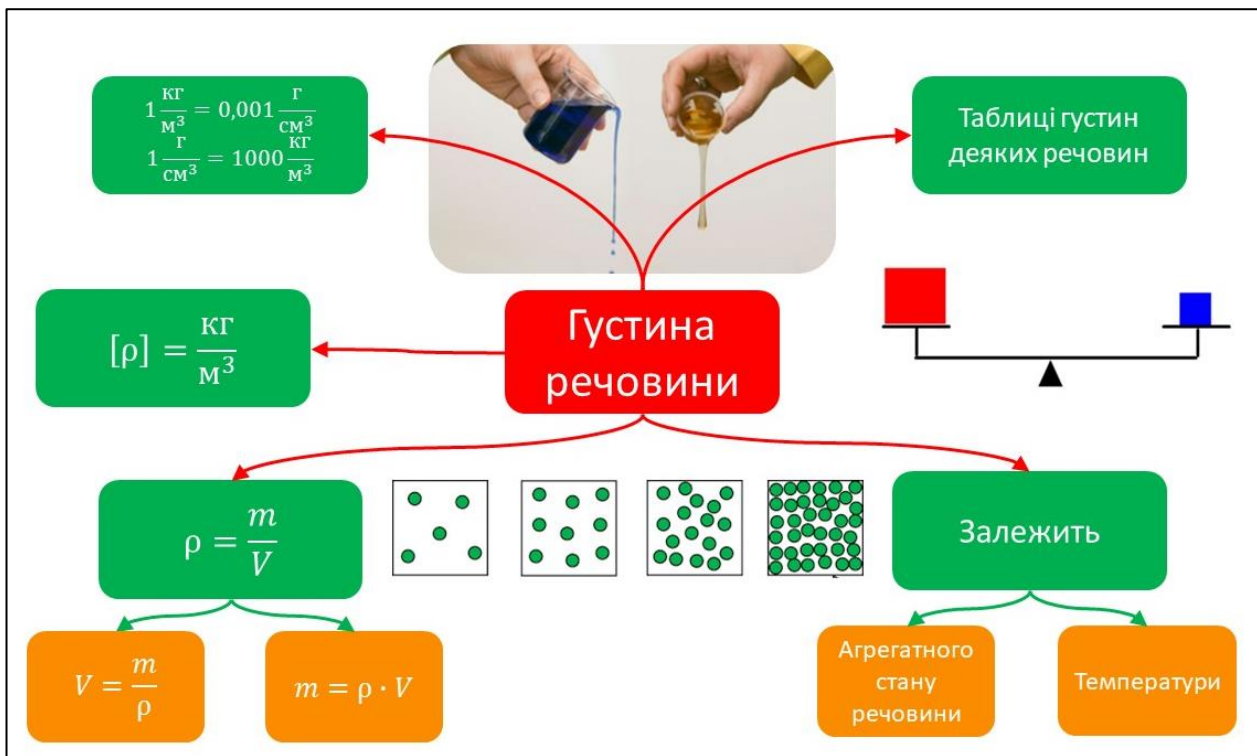 1 кг/м³ = 0,001 г/см³
1 г/см³ = 1000 кг/м³
Таблиці густин
деяких речовин
[ρ] = кг/м³
Густина
речовини
ρ = m/V
Залежить
V = m/ρ
m = ρ · V
Агрегатного
стану
речовини
Температури